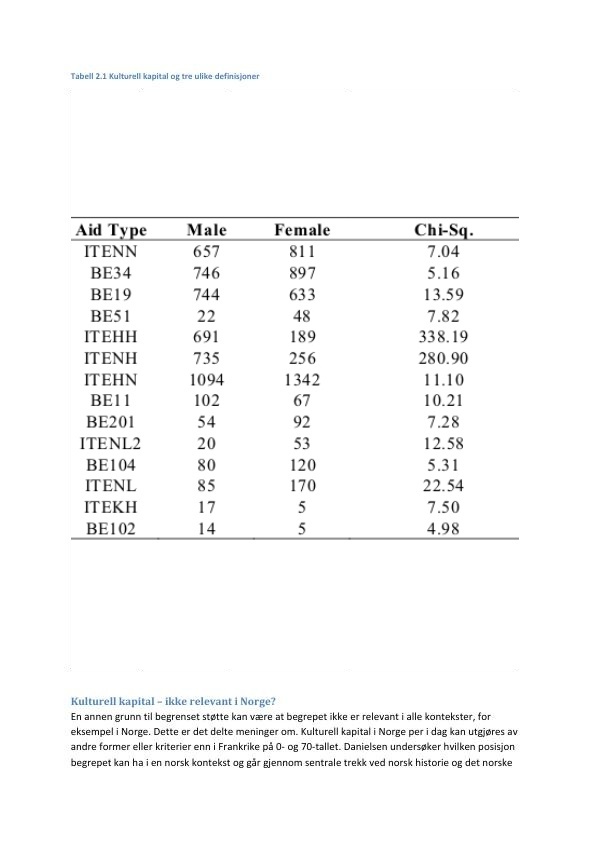 Tabell 2.1 Kulturell kapital og tre ulike definisjoner
Aid Type Male Female Chi-Sq.
ITENN 657 811 7.04
BE34 746 897 5.16
BE19 744 633 13.59
BE51 22 48 7.82
ITEHH 691 189 338.19
ITENH 735 256 280.90
ITEHN 1094 1342 11.10
BE11 102 67 10.21
BE201 54 92 7.28
ITENL2 20 53 12.58
BE104 80 120 5.31
ITENL 85 170 22.54
ITEKH 17 5 7.50
BE102 14 5 4.98
Kulturell kapital – ikke relevant i Norge?
En annen grunn til begrenset støtte kan være at begrepet ikke er relevant i alle kontekster, for
eksempel i Norge. Dette er det delte meninger om. Kulturell kapital i Norge per i dag kan utgjøres av
andre former eller kriterier enn i Frankrike på 0- og 70-tallet. Danielsen undersøker hvilken posisjon
begrepet kan ha i en norsk kontekst og går gjennom sentrale trekk ved norsk historie og det norske